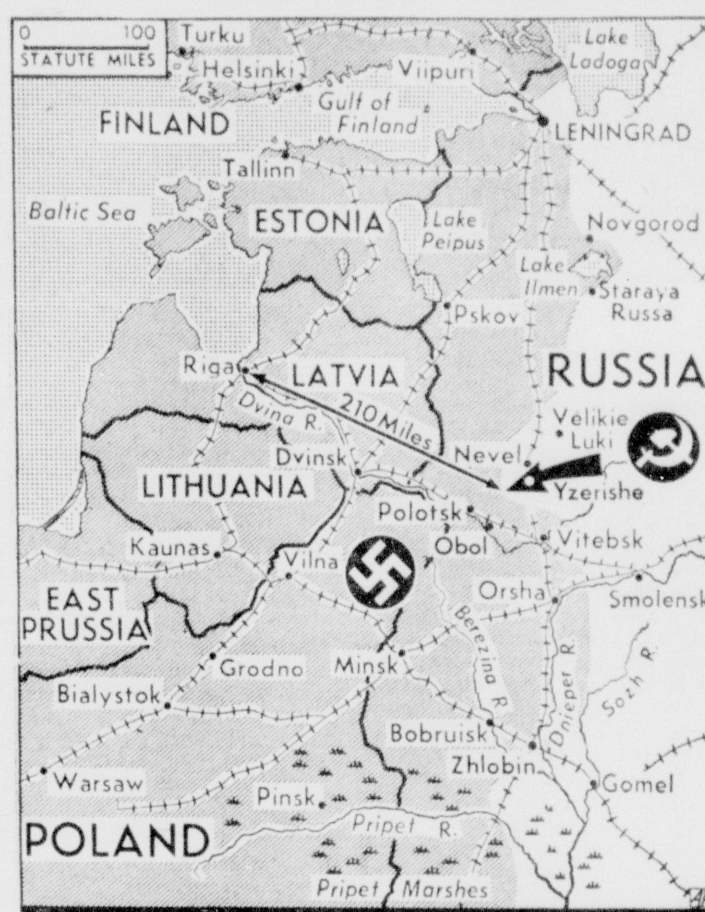 0 100
STATUTE MILES
Turku
Helsinki
Viipuri
Lake
Ladoga
Gulf of
Finland
FINLAND
LENINGRAD
Tallinn
Baltic Sea
ESTONIA
Lake
Peipus
Novgorod
Lake
Ilmen
Staraya
Russa
Pskov
Riga
LATVIA
RUSSIA
210 Miles
Dvina R.
Velikie
Luki
Nevel
Dvinsk
LITHUANIA
Yzerishe
Polotsk
Obol
Vitebsk
Kaunas
Vilna
Orsha
Smolensk
EAST
PRUSSIA
Berezina R.
Dnieper R.
Sozh R.
Grodno
Minsk
Bialystok
Bobruisk
Zhlobin
Warsaw
Pinsk
Gomel
Pripet R.
POLAND
Pripet Marshes